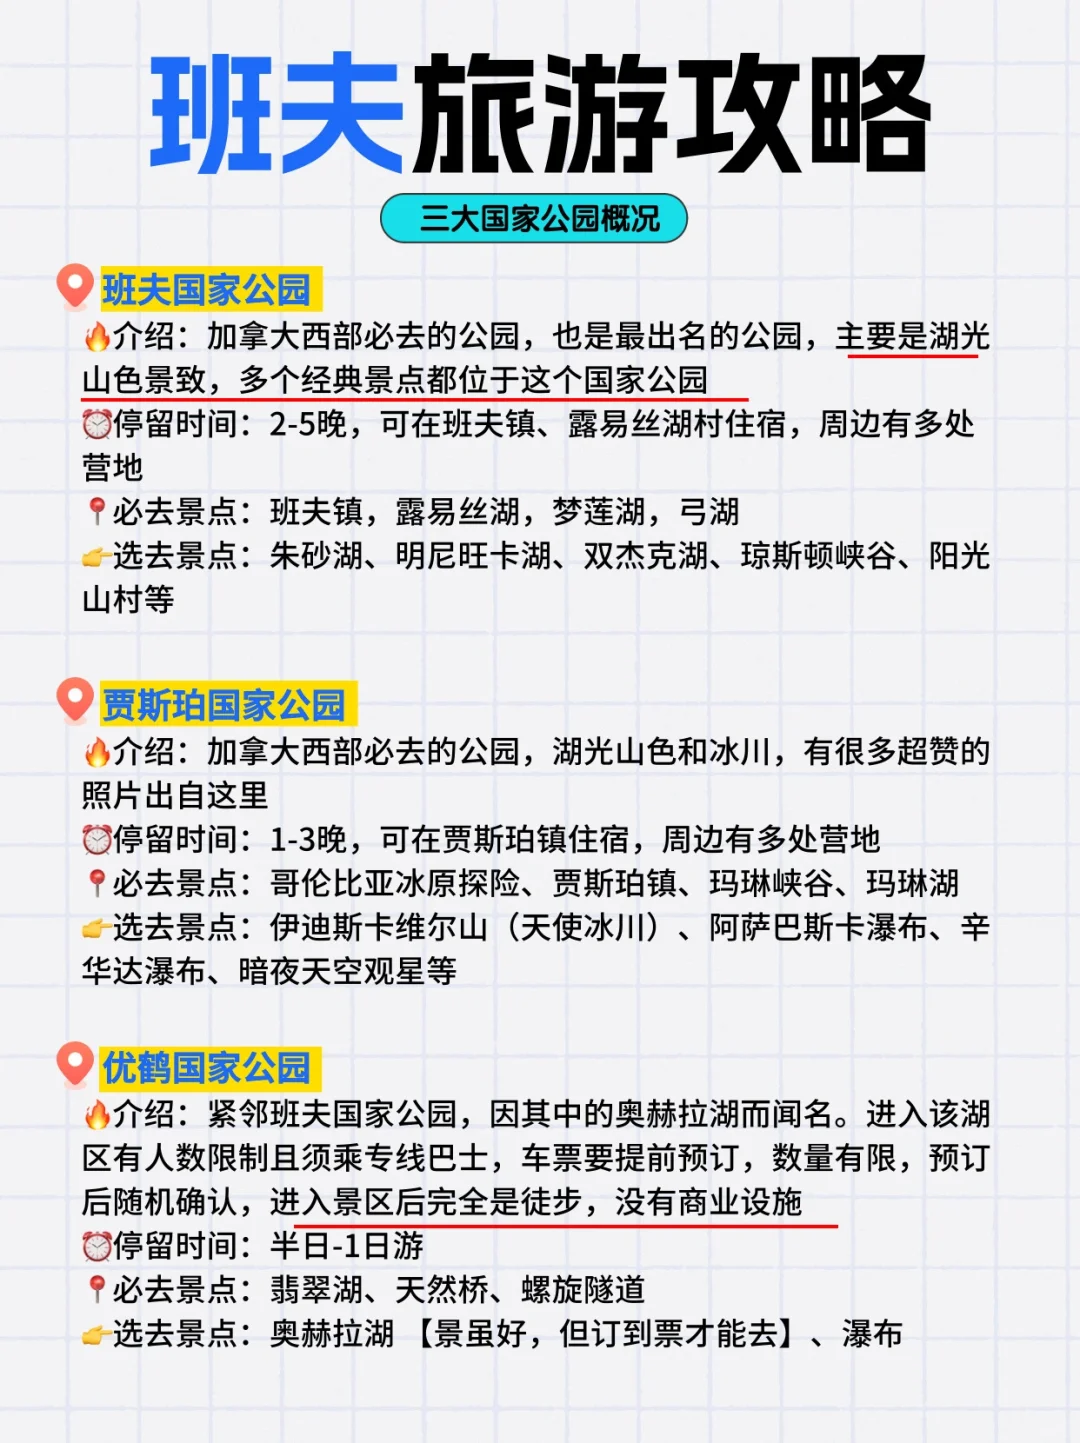 班夫旅游攻略
三大国家公园概况
班夫国家公园
🔥介绍：加拿大西部必去的公园，也是最出名的公园，主要是湖光
山色景致，多个经典景点都位于这个国家公园
⏰停留时间：2-5晚，可在班夫镇、露易丝湖村住宿，周边有多处
营地
📍必去景点：班夫镇，露易丝湖，梦莲湖，弓湖
👉选去景点：朱砂湖、明尼旺卡湖、双杰克湖、琼斯顿峡谷、阳光
山村等
贾斯珀国家公园
🔥介绍：加拿大西部必去的公园，湖光山色和冰川，有很多超赞的
照片出自这里
⏰停留时间：1-3晚，可在贾斯珀镇住宿，周边有多处营地
📍必去景点：哥伦比亚冰原探险、贾斯珀镇、玛琳峡谷、玛琳湖
👉选去景点：伊迪斯卡维尔山（天使冰川）、阿萨巴斯卡瀑布、辛
华达瀑布、暗夜天空观星等
优鹤国家公园
🔥介绍：紧邻班夫国家公园，因其中的奥赫拉湖而闻名。进入该湖
区有人数限制且须乘专线巴士，车票要提前预订，数量有限，预订
后随机确认，进入景区后完全是徒步，没有商业设施
⏰停留时间：半日-1日游
📍必去景点：翡翠湖、天然桥、螺旋隧道
👉选去景点：奥赫拉湖 【景虽好，但订到票才能去】、瀑布